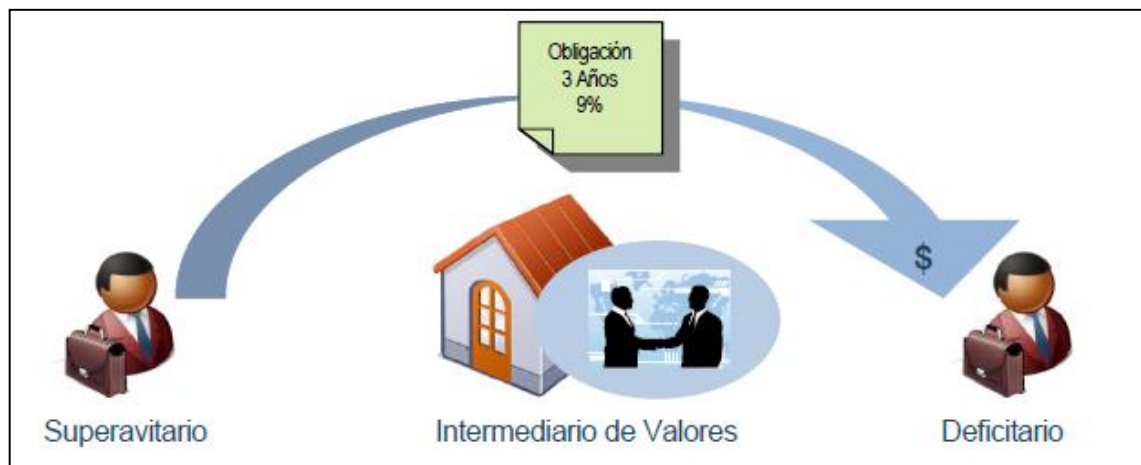 Obligación
3 Años
9%
$
Superavitario
Intermediario de Valores
Deficitario